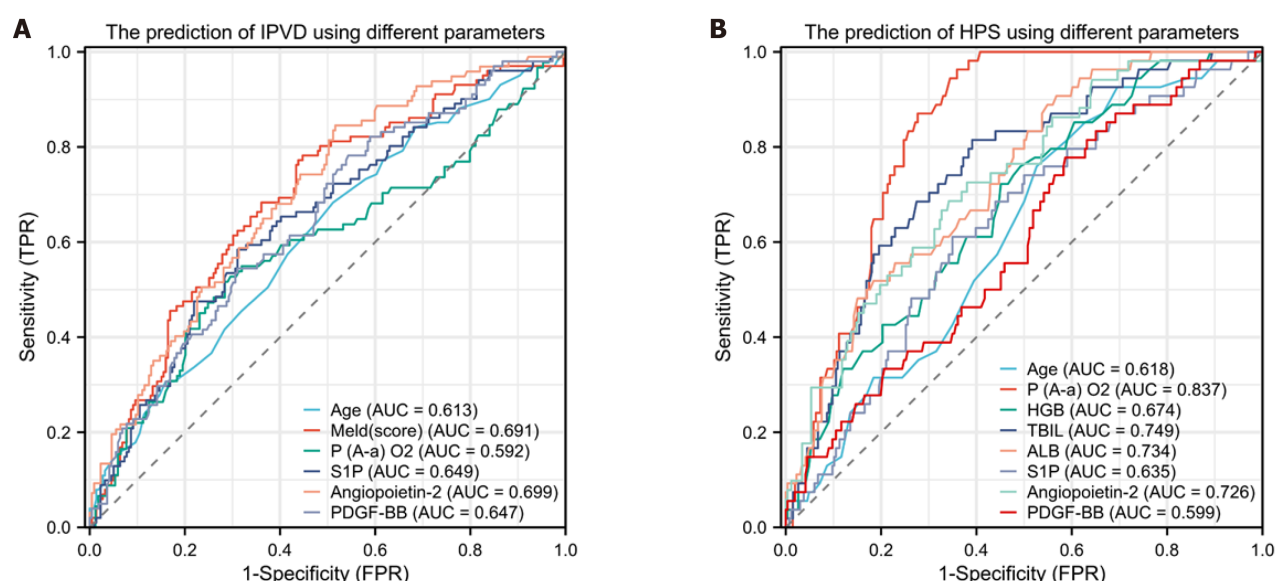 A
The prediction of IPVD using different parameters
Sensitivity (TPR)
1.0
0.8
0.6
0.4
0.2
0.0
Age (AUC = 0.613)
Meld(score) (AUC = 0.691)
P (A-a) O2 (AUC = 0.592)
S1P (AUC = 0.649)
Angiopoietin-2 (AUC = 0.699)
PDGF-BB (AUC = 0.647)
0.0 0.2 0.4 0.6 0.8 1.0
1-Specificity (FPR)
B
The prediction of HPS using different parameters
Sensitivity (TPR)
1.0
0.8
0.6
0.4
0.2
0.0
Age (AUC = 0.618)
P (A-a) O2 (AUC = 0.837)
HGB (AUC = 0.674)
TBIL (AUC = 0.749)
ALB (AUC = 0.734)
S1P (AUC = 0.635)
Angiopoietin-2 (AUC = 0.726)
PDGF-BB (AUC = 0.599)
0.0 0.2 0.4 0.6 0.8 1.0
1-Specificity (FPR)